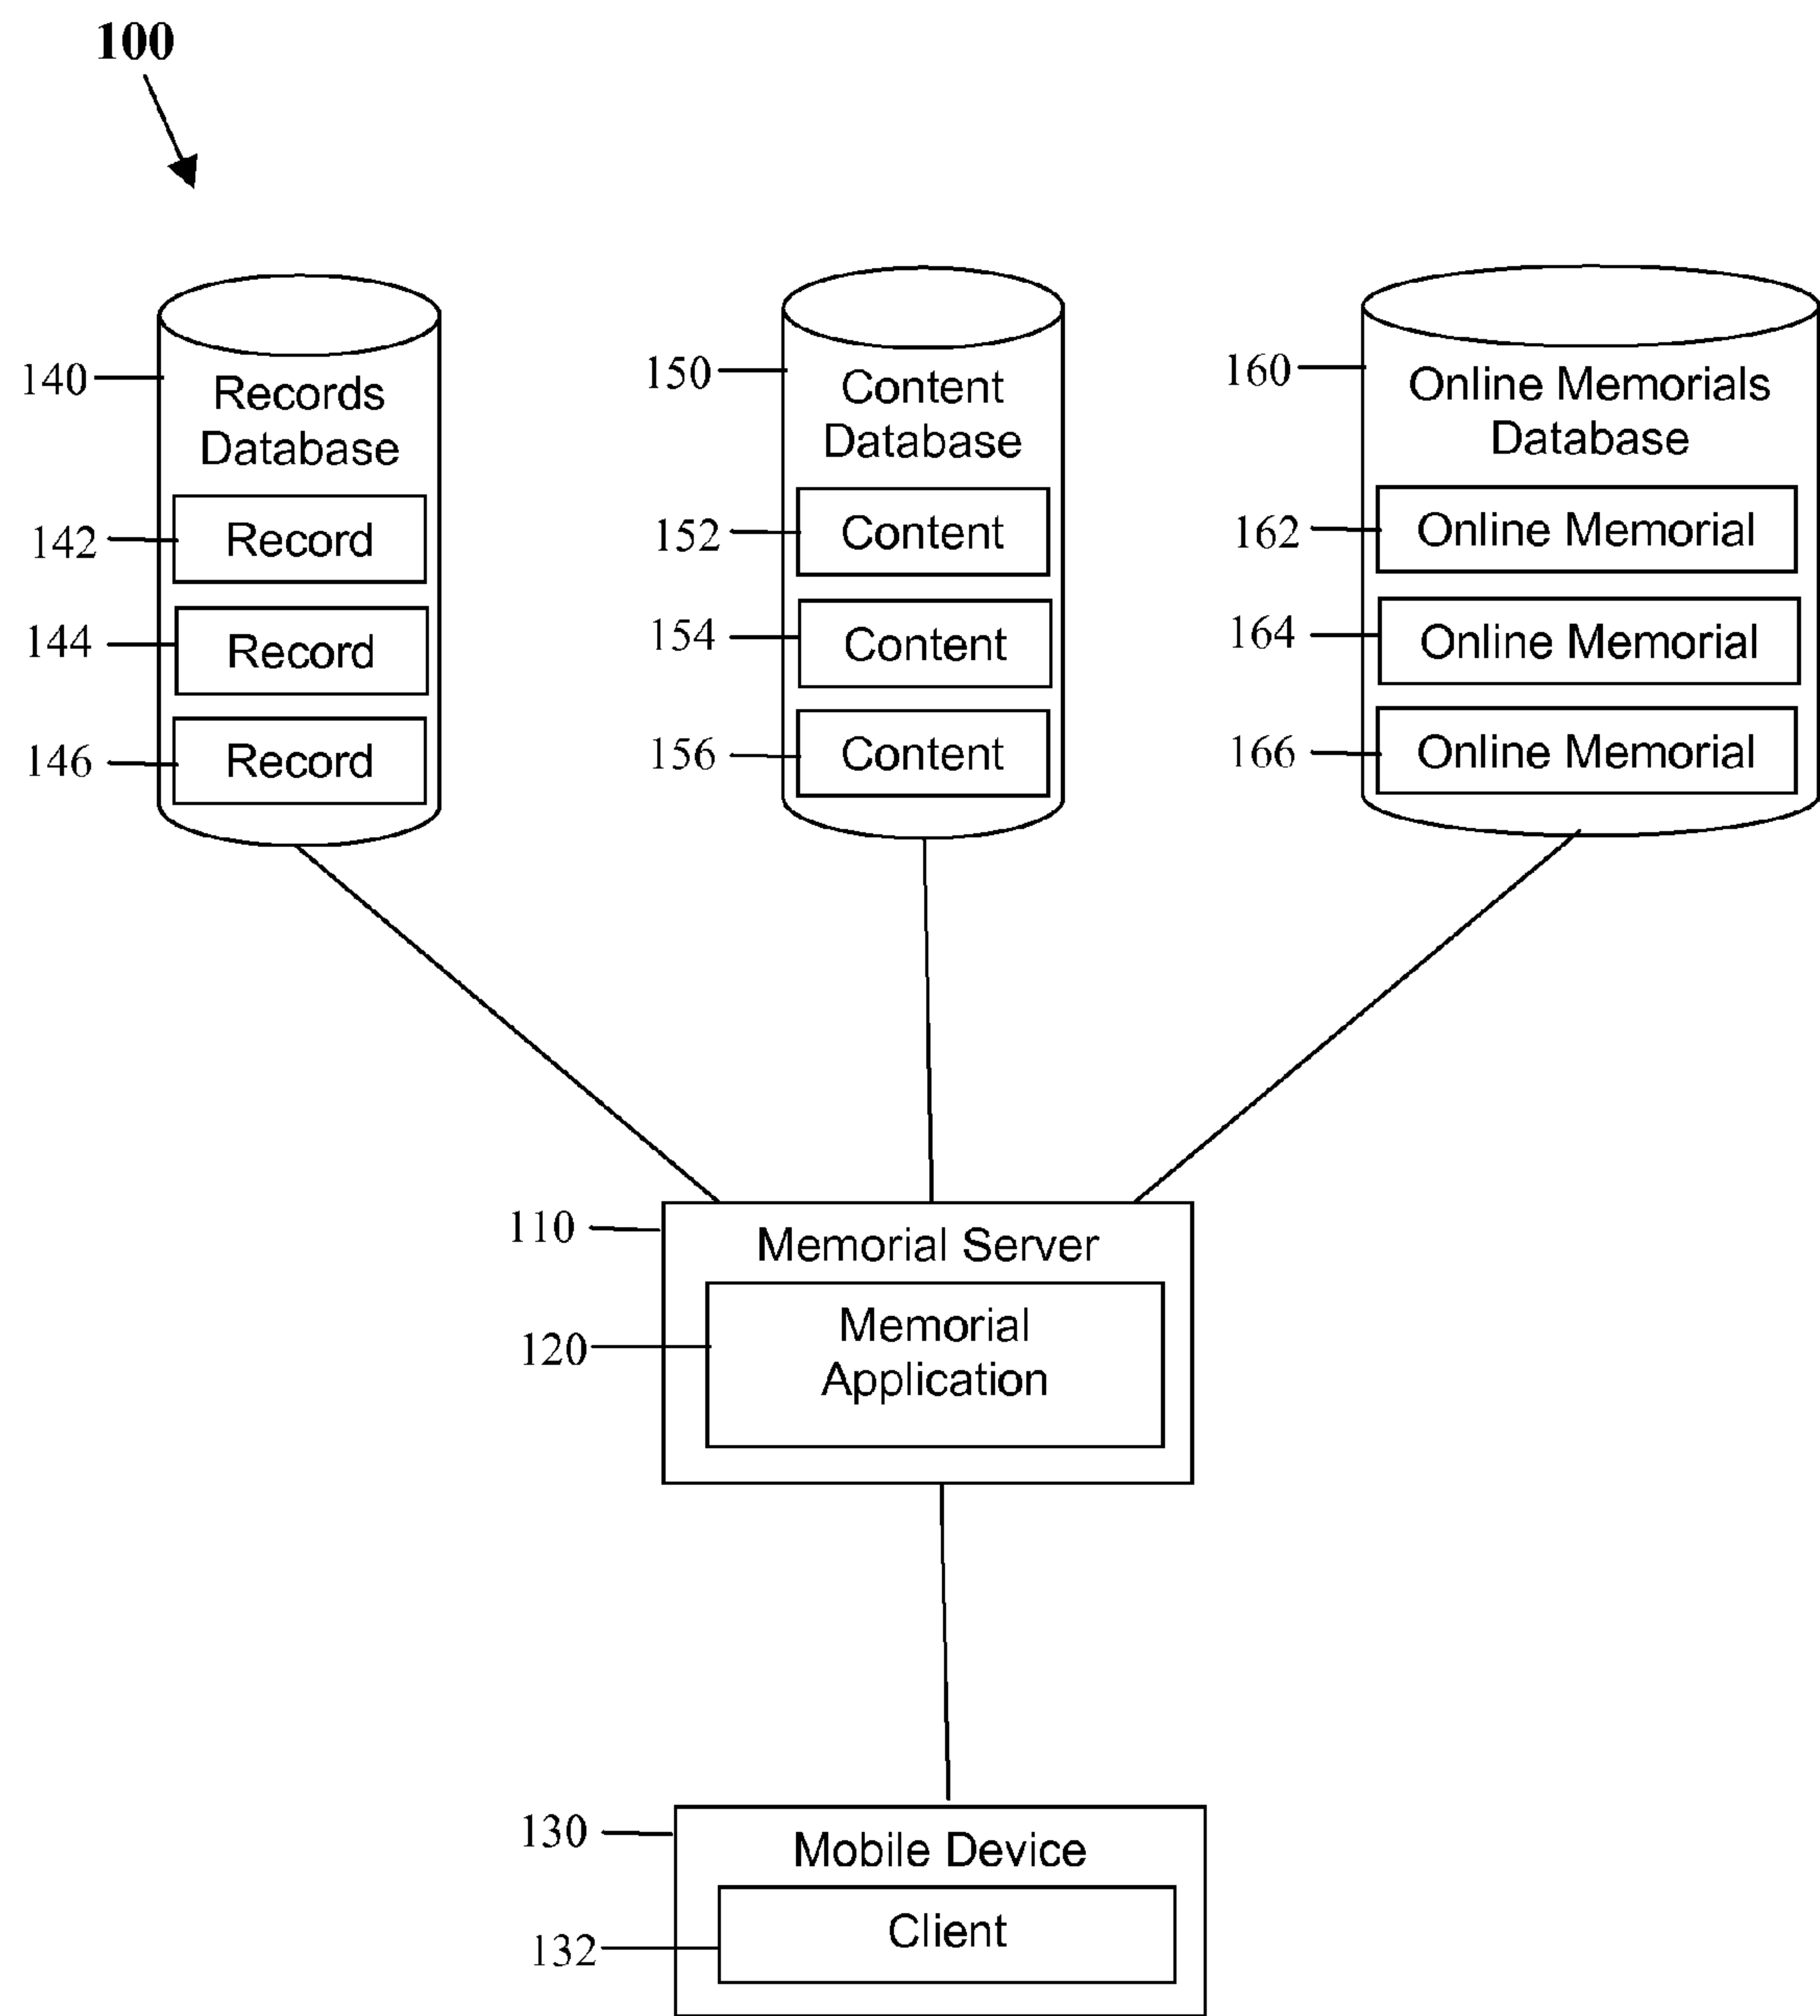 100
140
Records
Database
142
Record
144
Record
146
Record
150
Content
Database
152
Content
154
Content
156
Content
160
Online Memorials
Database
162
Online Memorial
164
Online Memorial
166
Online Memorial
110
Memorial Server
120
Memorial
Application
130
Mobile Device
132
Client